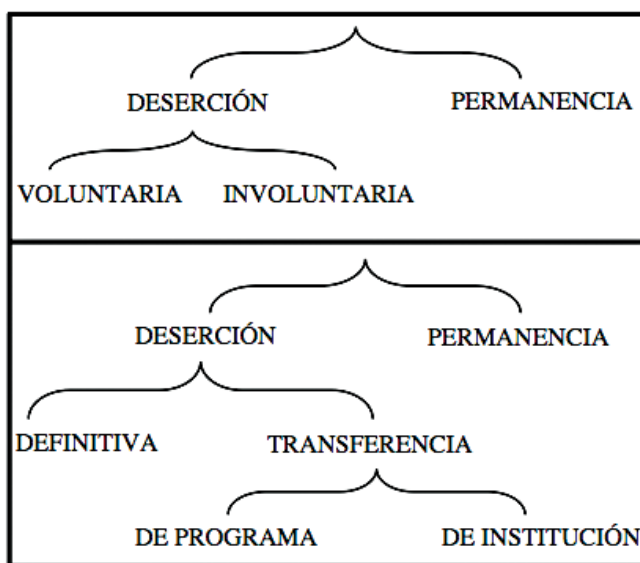 DESERCIÓN PERMANENCIA
VOLUNTARIA INVOLUNTARIA
DESERCIÓN PERMANENCIA
DEFINITIVA TRANSFERENCIA
DE PROGRAMA DE INSTITUCIÓN